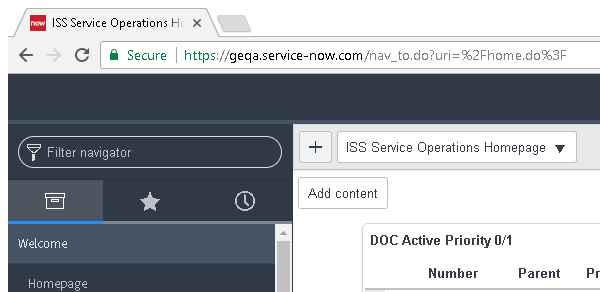 now ISS Service Operations Ho
Secure https://geqa.service-now.com/nav_to.do?uri=%2Fhome.do%3F
Filter navigator
ISS Service Operations Homepage
Add content
Welcome
DOC Active Priority 0/1
Number Parent Pr
Homepage